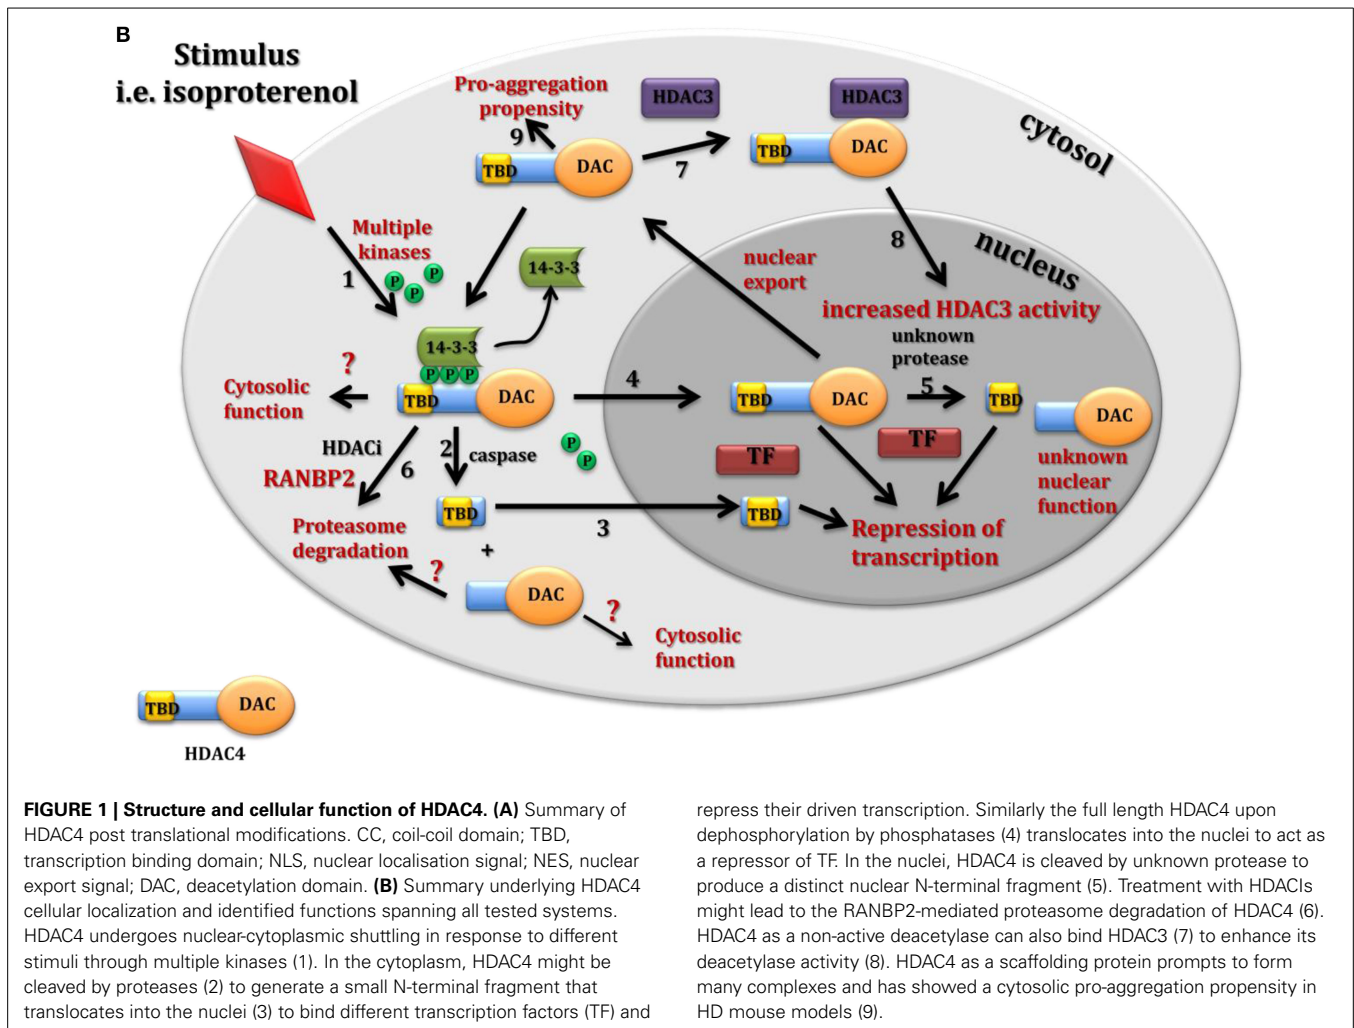 B
Stimulus
i.e. isoproterenol
Pro-aggregation
propensity
9
TBD
DAC
HDAC3
7
HDAC3
TBD
DAC
cytosol
8
nucleus
Multiple
kinases
1
P
P
P
14-3-3
nuclear
export
increased HDAC3 activity
unknown
protease
14-3-3
P P P
?
Cytosolic
function
TBD
DAC
4
TBD
DAC
5
TBD
DAC
HDACi
RANBP2
6
2
caspase
P
P
TF
TF
unknown
nuclear
function
TBD
3
TBD
Repression of
transcription
Proteasome
degradation
+
?
DAC
?
Cytosolic
function
TBD
DAC
HDAC4
FIGURE 1 | Structure and cellular function of HDAC4. (A) Summary of
HDAC4 post translational modifications. CC, coil-coil domain; TBD,
transcription binding domain; NLS, nuclear localisation signal; NES, nuclear
export signal; DAC, deacetylation domain. (B) Summary underlying HDAC4
cellular localization and identified functions spanning all tested systems.
HDAC4 undergoes nuclear-cytoplasmic shuttling in response to different
stimuli through multiple kinases (1). In the cytoplasm, HDAC4 might be
cleaved by proteases (2) to generate a small N-terminal fragment that
translocates into the nuclei (3) to bind different transcription factors (TF) and
repress their driven transcription. Similarly the full length HDAC4 upon
dephosphorylation by phosphatases (4) translocates into the nuclei to act as
a repressor of TF. In the nuclei, HDAC4 is cleaved by unknown protease to
produce a distinct nuclear N-terminal fragment (5). Treatment with HDACIs
might lead to the RANBP2-mediated proteasome degradation of HDAC4 (6).
HDAC4 as a non-active deacetylase can also bind HDAC3 (7) to enhance its
deacetylase activity (8). HDAC4 as a scaffolding protein prompts to form
many complexes and has showed a cytosolic pro-aggregation propensity in
HD mouse models (9).